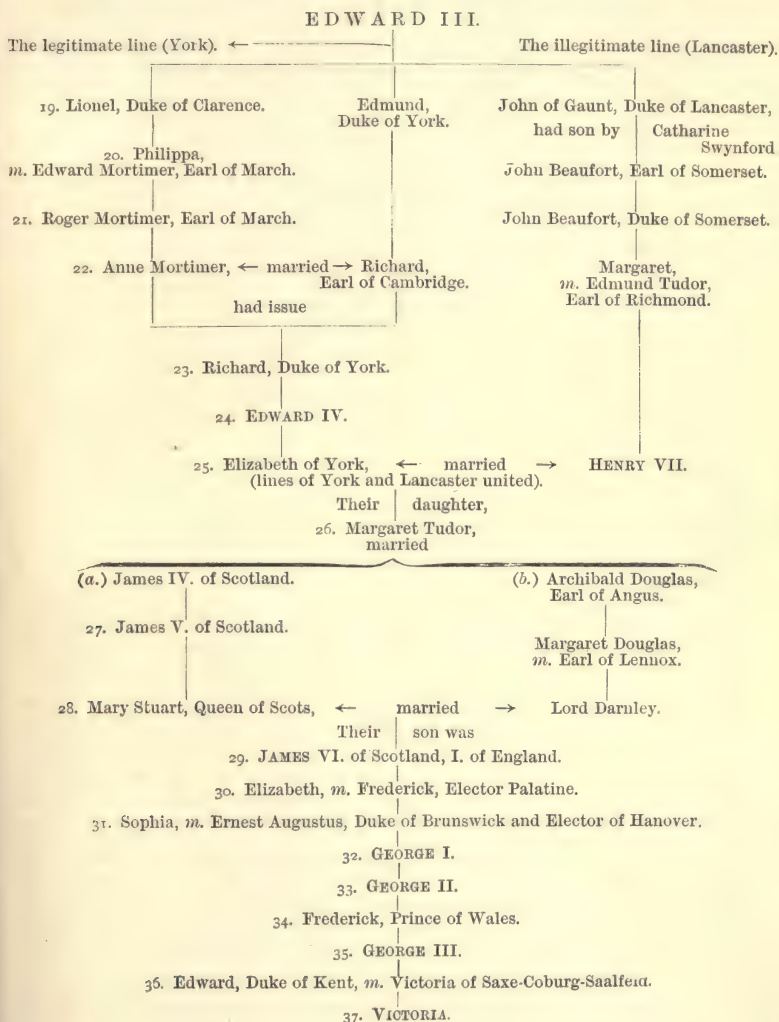 EDWARD III.
The legitimate line (York). ← The illegitimate line (Lancaster).
19. Lionel, Duke of Clarence. Edmund, John of Gaunt, Duke of Lancaster,
Duke of York. had son by Catharine
Swynford
20. Philippa,
m. Edward Mortimer, Earl of March. John Beaufort, Earl of Somerset.
21. Roger Mortimer, Earl of March. John Beaufort, Duke of Somerset.
22. Anne Mortimer, ← married → Richard, Margaret,
Earl of Cambridge. m. Edmund Tudor,
had issue Earl of Richmond.
23. Richard, Duke of York.
24. EDWARD IV.
25. Elizabeth of York, ← married → HENRY VII.
(lines of York and Lancaster united).
Their daughter,
26. Margaret Tudor,
married
(a.) James IV. of Scotland. (b.) Archibald Douglas,
Earl of Angus.
27. James V. of Scotland.
Margaret Douglas,
m. Earl of Lennox.
28. Mary Stuart, Queen of Scots, ← married → Lord Darnley.
Their son was
29. JAMES VI. of Scotland, I. of England.
30. Elizabeth, m. Frederick, Elector Palatine.
31. Sophia, m. Ernest Augustus, Duke of Brunswick and Elector of Hanover.
32. GEORGE I.
33. GEORGE II.
34. Frederick, Prince of Wales.
35. GEORGE III.
36. Edward, Duke of Kent, m. Victoria of Saxe-Coburg-Saalfeld.
37. VICTORIA.